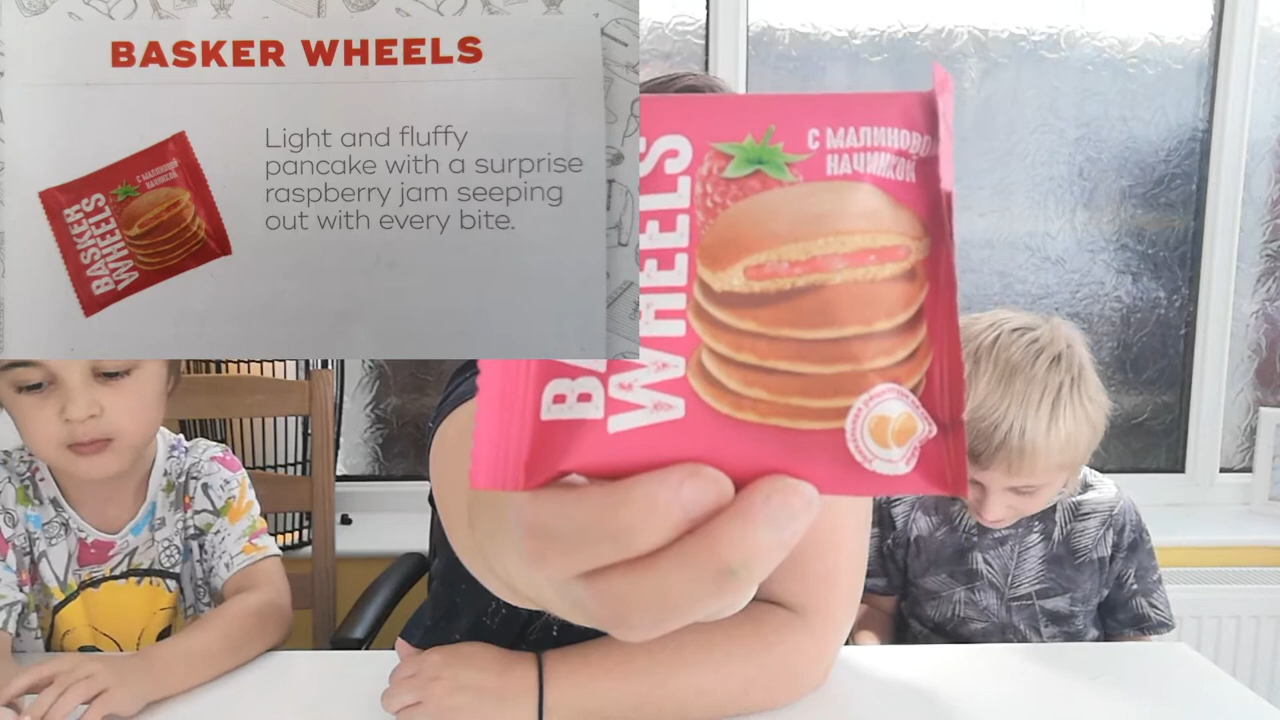 BASKER WHEELS
Light and fluffy
pancake with a surprise
raspberry jam seeping
out with every bite.
С МАЛИНОВОЙ
НАЧИНКОЙ
BASKER
WHEELS
С МАЛИНОВО
НАЧИНКОЙ
WHEELS